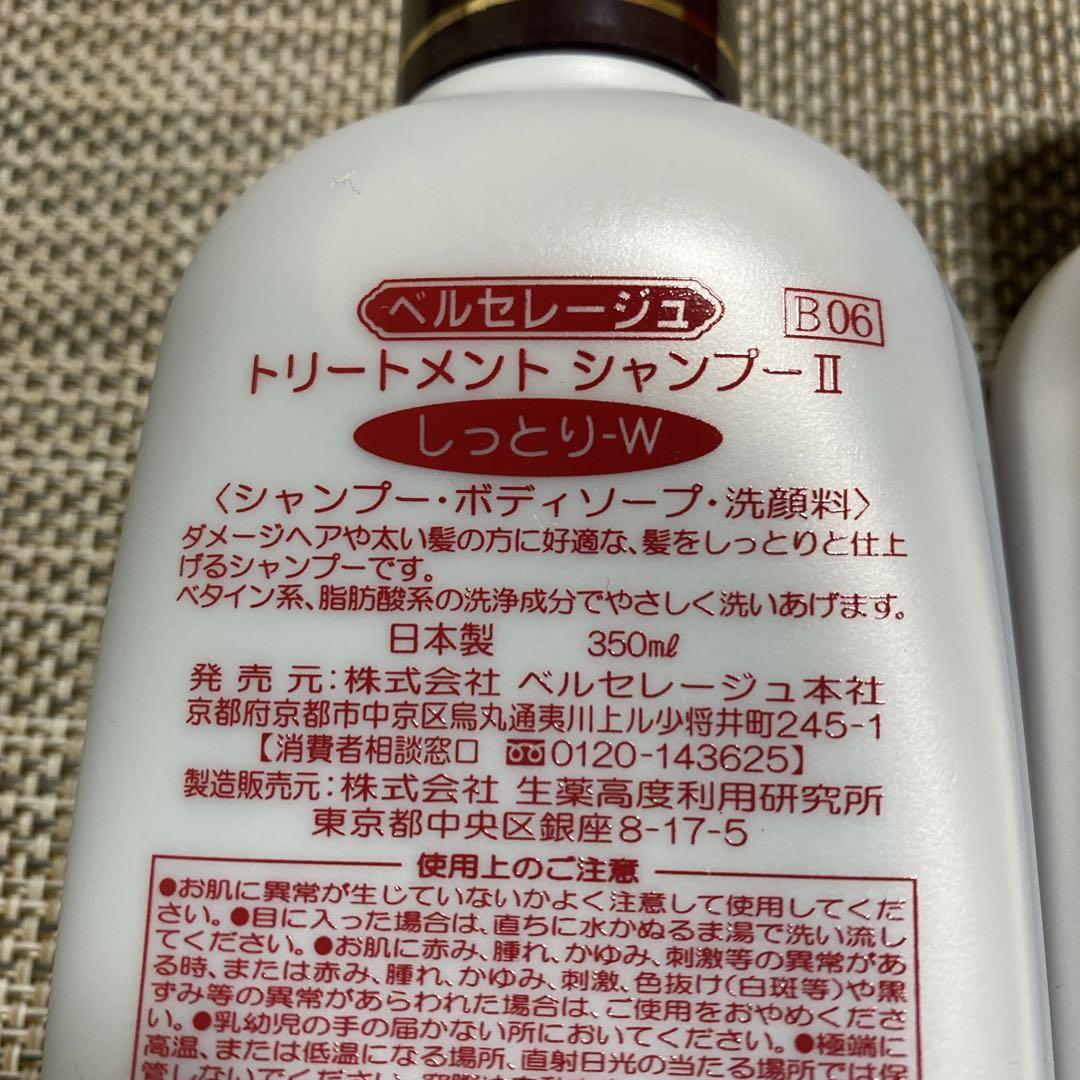 ベルセレージュ B06
トリートメント シャンプーⅡ
しっとり-W
〈シャンプー・ボディソープ・洗顔料〉
ダメージヘアや太い髪の方に好適な、髪をしっとりと仕上
げるシャンプーです。
ベタイン系、脂肪酸系の洗浄成分でやさしく洗いあげます。
日本製 350㎖
発売元:株式会社 ベルセレージュ本社
京都府京都市中京区烏丸通夷川上ル少将井町245-1
【消費者相談窓口 0120-143625】
製造販売元:株式会社 生薬高度利用研究所
東京都中央区銀座8-17-5
使用上のご注意
●お肌に異常が生じていないかよく注意して使用してくだ
さい。●目に入った場合は、直ちに水かぬるま湯で洗い流し
てください。●お肌に赤み、腫れ、かゆみ、刺激等の異常があ
る時、または赤み、腫れ、かゆみ、刺激、色抜け(白斑等)や黒
ずみ等の異常があらわれた場合は、ご使用をおやめくださ
い。●乳幼児の手の届かない所においてください。●極端に
高温、または低温になる場所、直射日光の当たる場所では保
管しないでください。